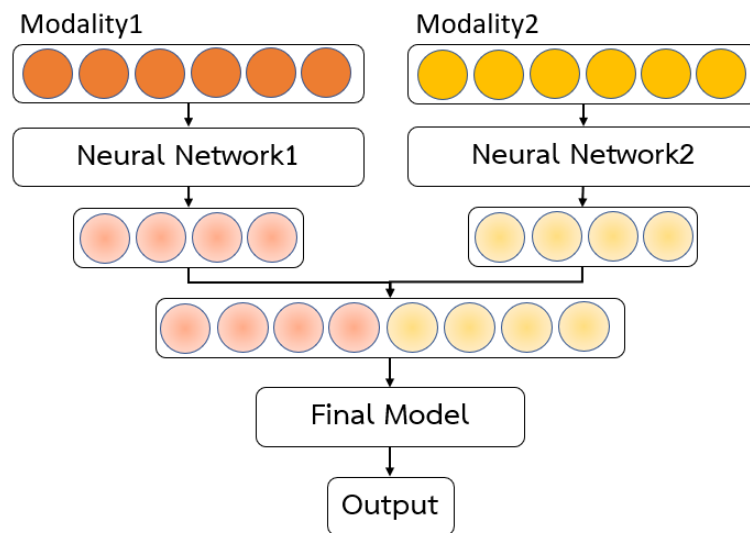 Modality1
Modality2
Neural Network1
Neural Network2
Final Model
Output